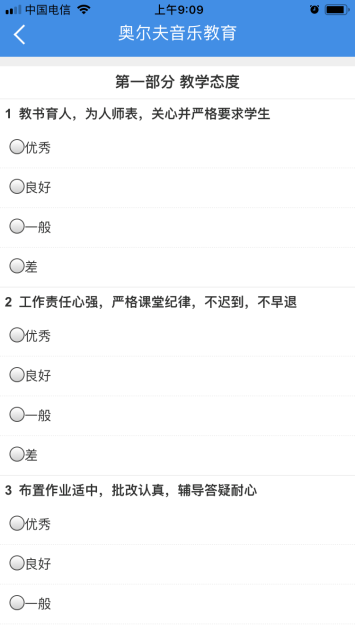 中国电信 上午9:09
奥尔夫音乐教育
第一部分 教学态度
1 教书育人，为人师表，关心并严格要求学生
优秀
良好
一般
差
2 工作责任心强，严格课堂纪律，不迟到，不早退
优秀
良好
一般
差
3 布置作业适中，批改认真，辅导答疑耐心
优秀
良好
一般